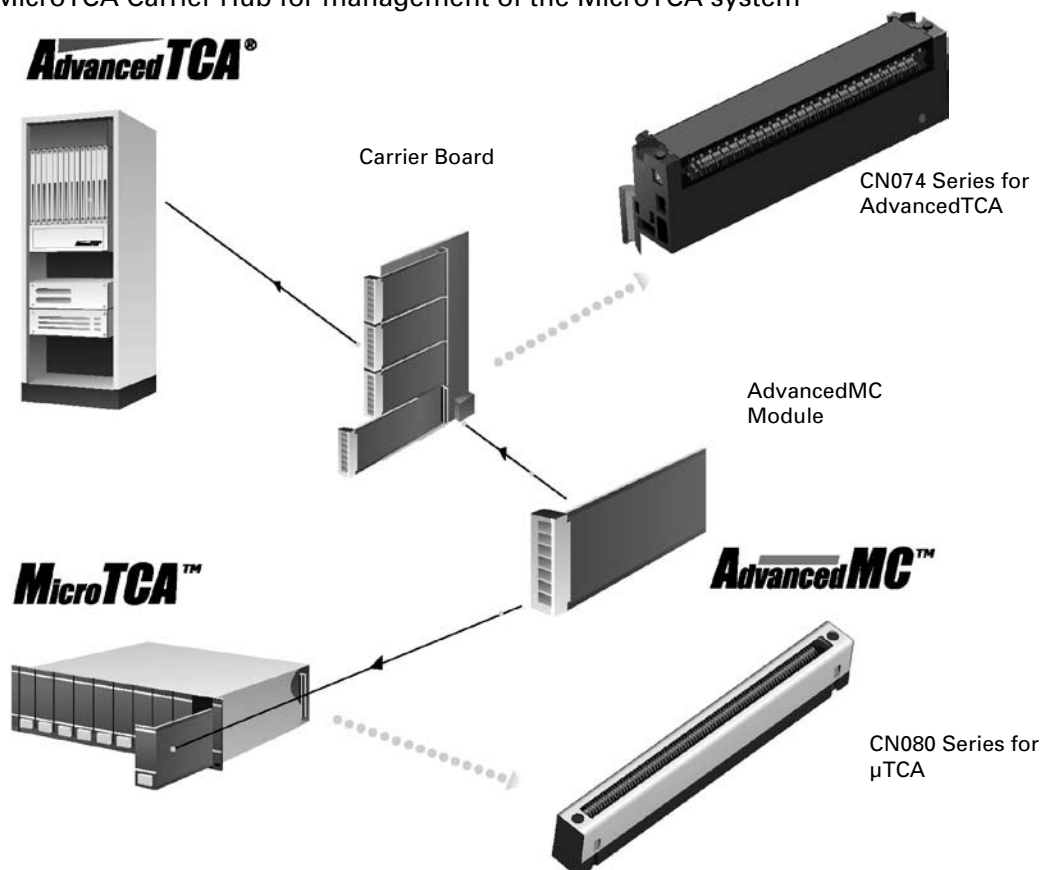 MicroTCA Carrier Hub for management of the MicroTCA system
AdvancedTCA®
Carrier Board
CN074 Series for
AdvancedTCA
AdvancedMC
Module
MicroTCA™
AdvancedMC™
CN080 Series for
µTCA